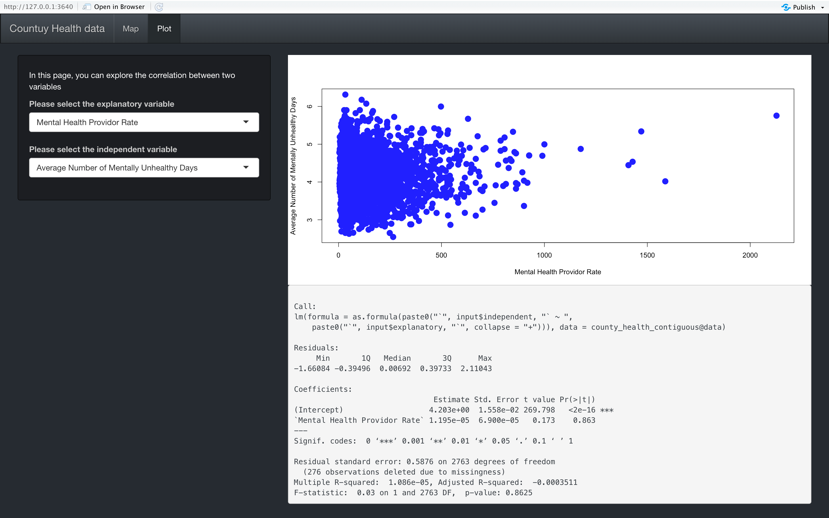 http://127.0.0.1:3640 Open in Browser Publish
Countuy Health data Map Plot
In this page, you can explore the correlation between two
variables
Please select the explanatory variable
Mental Health Providor Rate
Please select the independent variable
Average Number of Mentally Unhealthy Days
Average Number of Mentally Unhealthy Days
6
5
4
3
0 500 1000 1500 2000
Mental Health Providor Rate
Call:
lm(formula = as.formula(paste0("`", input$independent, "` ~ ",
paste0("`", input$explanatory, "`", collapse = "+"))), data = county_health_contiguous@data)
Residuals:
Min 1Q Median 3Q Max
-1.66084 -0.39496 0.00692 0.39733 2.11043
Coefficients:
Estimate Std. Error t value Pr(>|t|)
(Intercept) 4.203e+00 1.558e-02 269.798 <2e-16 ***
`Mental Health Providor Rate` 1.195e-05 6.900e-05 0.173 0.863
---
Signif. codes: 0 ‘***’ 0.001 ‘**’ 0.01 ‘*’ 0.05 ‘.’ 0.1 ‘ ’ 1
Residual standard error: 0.5876 on 2763 degrees of freedom
(276 observations deleted due to missingness)
Multiple R-squared: 1.086e-05, Adjusted R-squared: -0.0003511
F-statistic: 0.03 on 1 and 2763 DF, p-value: 0.8625